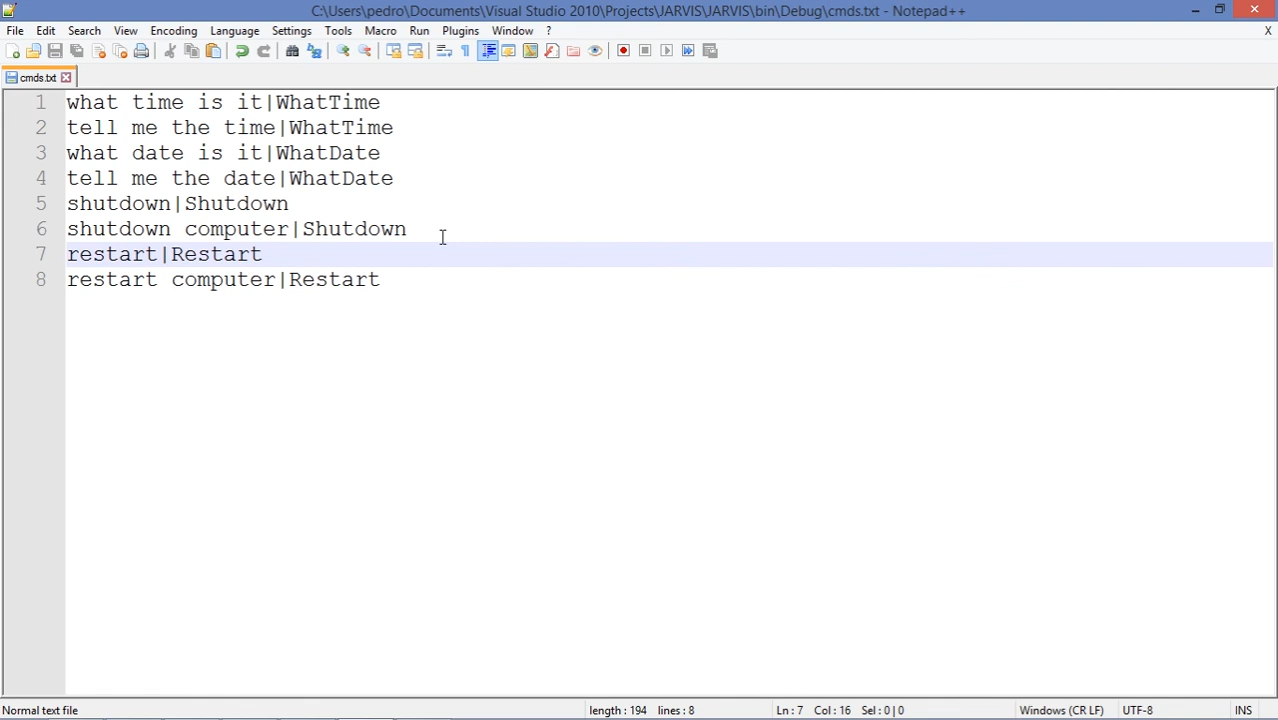 C:\Users\pedro\Documents\Visual Studio 2010\Projects\JARVIS\JARVIS\bin\Debug\cmds.txt - Notepad++
File Edit Search View Encoding Language Settings Tools Macro Run Plugins Window ? X
cmds.txt
1 what time is it|WhatTime
2 tell me the time|WhatTime
3 what date is it|WhatDate
4 tell me the date|WhatDate
5 shutdown|Shutdown
6 shutdown computer|Shutdown
7 restart|Restart
8 restart computer|Restart
Normal text file length : 194 lines : 8 Ln : 7 Col : 16 Sel : 0 | 0 Windows (CR LF) UTF-8 INS